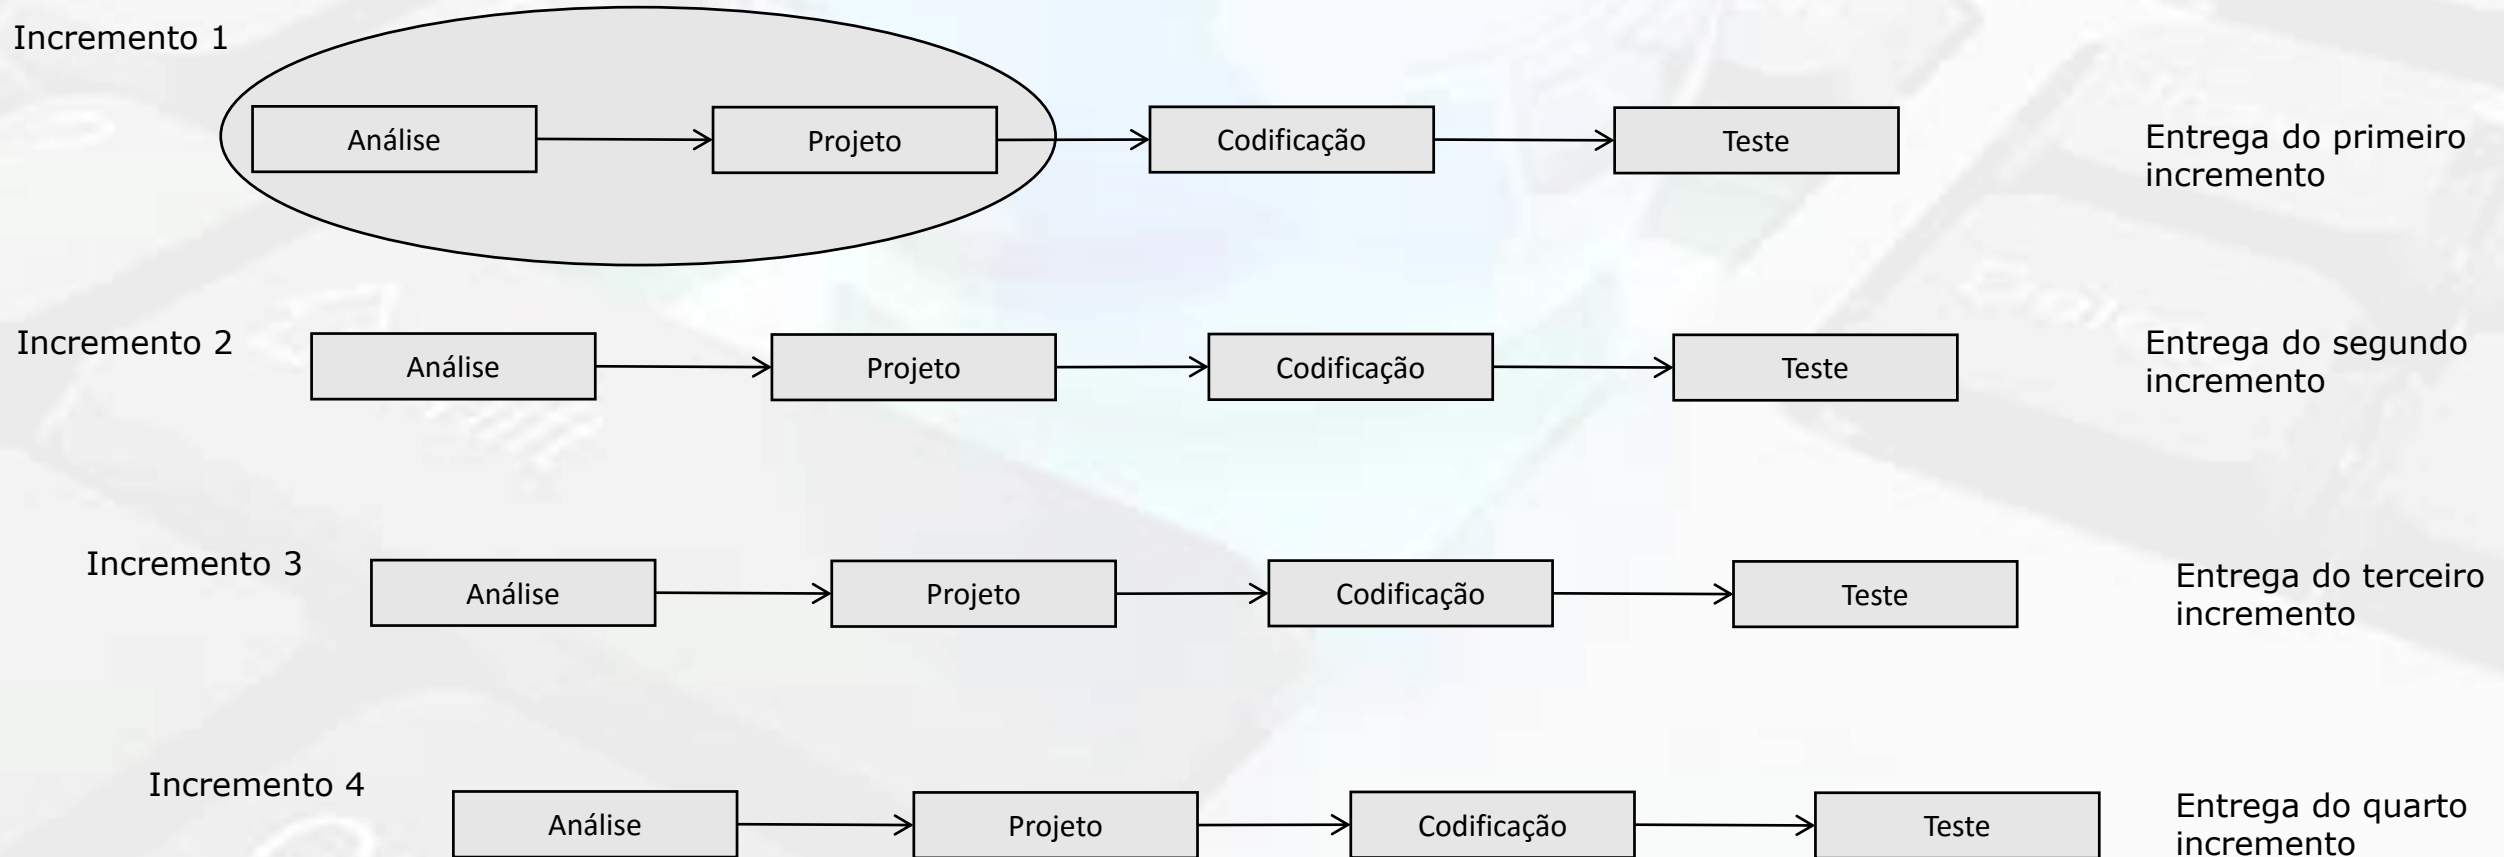 Incremento 1
Análise
Projeto
Codificação
Teste
Entrega do primeiro
incremento
Incremento 2
Análise
Projeto
Codificação
Teste
Entrega do segundo
incremento
Incremento 3
Análise
Projeto
Codificação
Teste
Entrega do terceiro
incremento
Incremento 4
Análise
Projeto
Codificação
Teste
Entrega do quarto
incremento